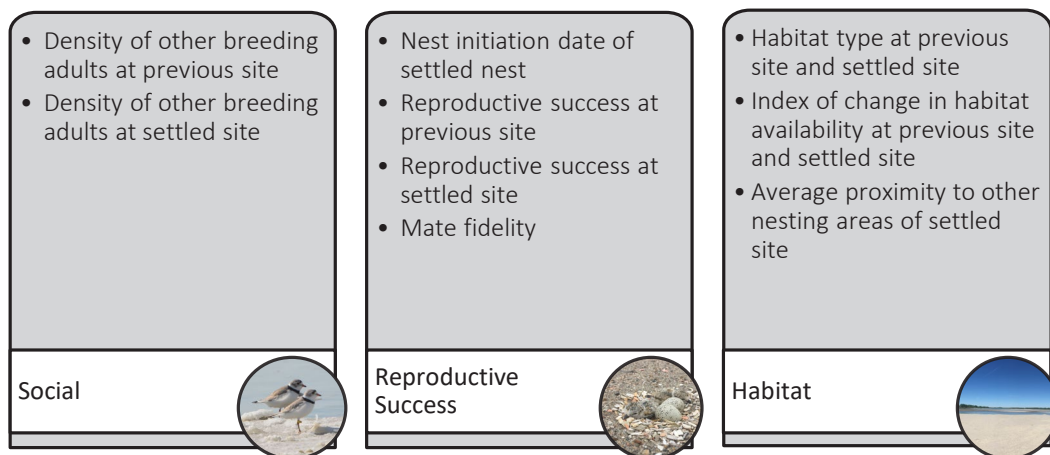 • Density of other breeding
adults at previous site
• Density of other breeding
adults at settled site
Social
• Nest initiation date of
settled nest
• Reproductive success at
previous site
• Reproductive success at
settled site
• Mate fidelity
Reproductive
Success
• Habitat type at previous
site and settled site
• Index of change in habitat
availability at previous site
and settled site
• Average proximity to other
nesting areas of settled
site
Habitat